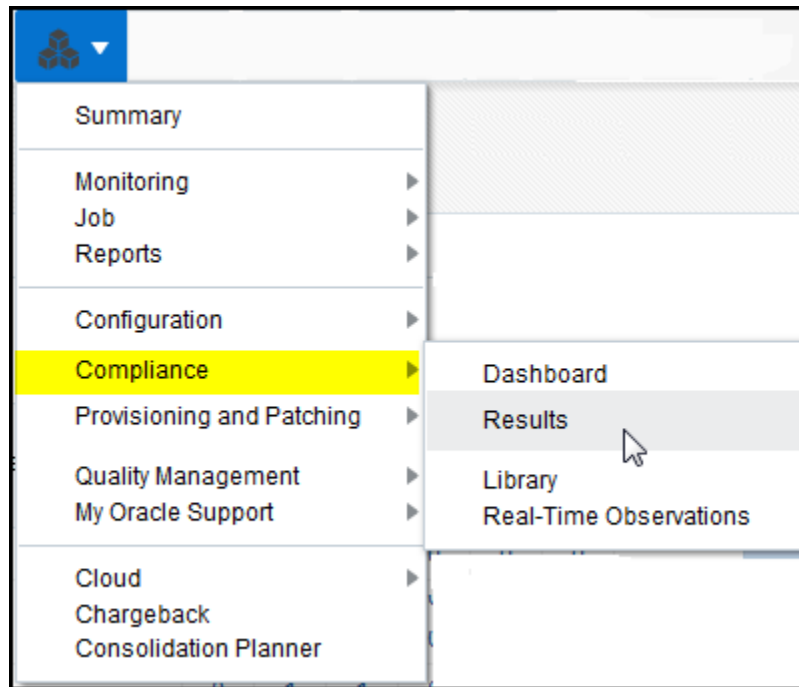 Summary
Monitoring
Job
Reports
Configuration
Compliance
Provisioning and Patching
Quality Management
My Oracle Support
Cloud
Chargeback
Consolidation Planner
Dashboard
Results
Library
Real-Time Observations